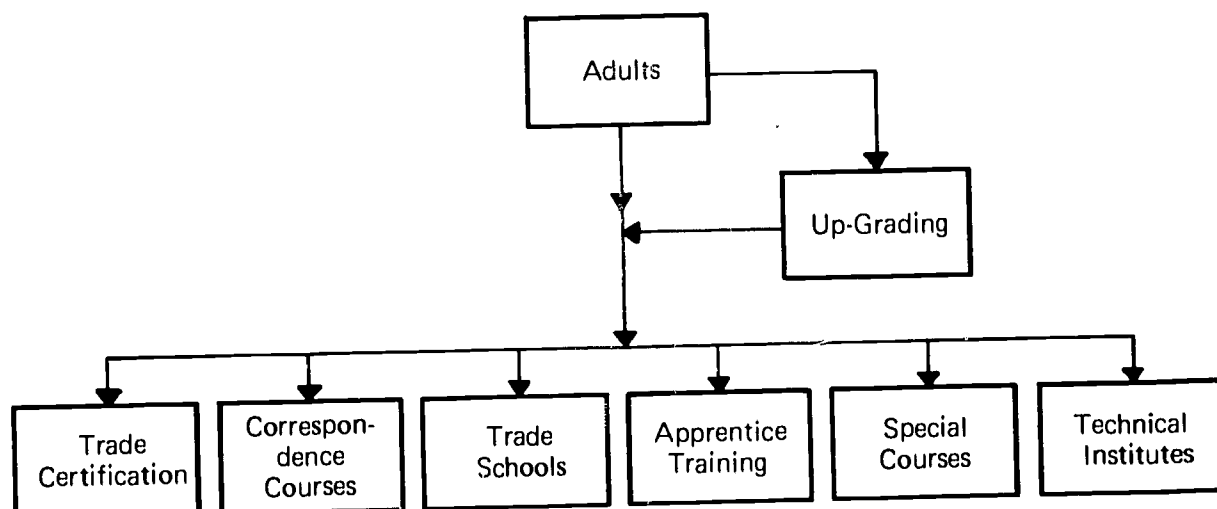 Adults
Up-Grading
Trade
Certification
Correspon-
dence
Courses
Trade
Schools
Apprentice
Training
Special
Courses
Technical
Institutes